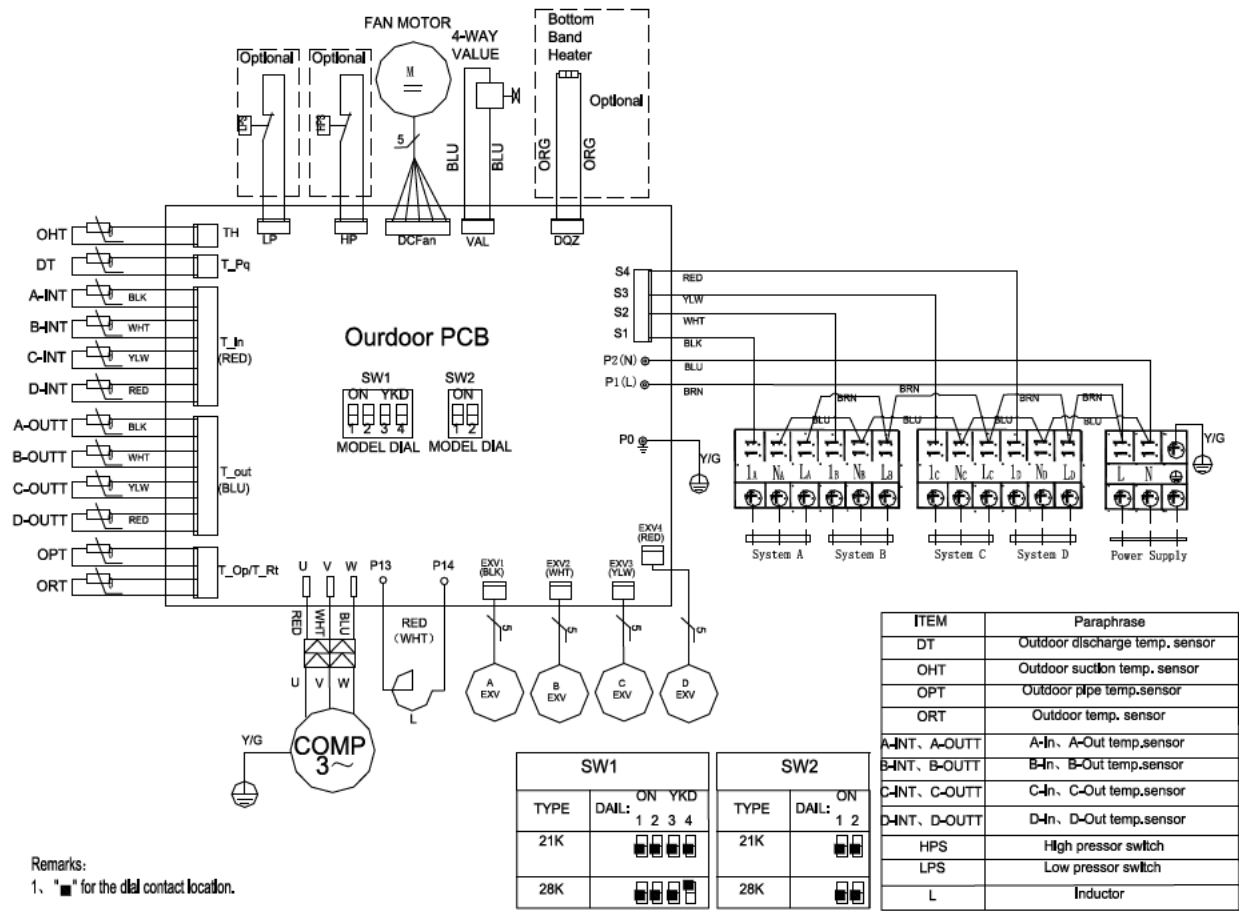 FAN MOTOR
4-WAY
VALUE
Bottom
Band
Heater
Optional
Optional
Optional
M
LPS
HPS
5
BLU
BLU
ORG
ORG
LP
HP
DCFan
VAL
DQZ
OHT
TH
DT
T_Pq
A-INT
BLK
B-INT
WHT
C-INT
YLW
D-INT
RED
T_In
(RED)
A-OUTT
BLK
B-OUTT
WHT
C-OUTT
YLW
D-OUTT
RED
T_out
(BLU)
OPT
ORT
T_Op/T_Rt
Ourdoor PCB
SW1
ON YKD
1 2 3 4
MODEL DIAL
SW2
ON
1 2
MODEL DIAL
S4
RED
S3
YLW
S2
WHT
S1
BLK
P2(N)
BLU
P1(L)
BRN
P0
Y/G
BRN
BRN
BRN
BRN
BLU
BLU
BLU
Y/G
1A NA LA 1B NB LB
1C NC LC 1D ND LD
L N
System A
System B
System C
System D
Power Supply
U V W
P13
P14
RED
WHT
BLU
RED
(WHT)
U V W
L
Y/G
COMP
3~
EXV1
(BLK)
EXV2
(WHT)
EXV3
(YLW)
EXV4
(RED)
5
5
5
5
A
EXV
B
EXV
C
EXV
D
EXV
SW1
TYPE DAIL: ON YKD
1 2 3 4
21K
28K
SW2
TYPE DAIL: ON
1 2
21K
28K
ITEM Paraphrase
DT Outdoor discharge temp. sensor
OHT Outdoor suction temp. sensor
OPT Outdoor pipe temp.sensor
ORT Outdoor temp. sensor
A-INT、A-OUTT A-In、A-Out temp.sensor
B-INT、B-OUTT B-In、B-Out temp.sensor
C-INT、C-OUTT C-In、C-Out temp.sensor
D-INT、D-OUTT D-In、D-Out temp.sensor
HPS High pressor switch
LPS Low pressor switch
L Inductor
Remarks:
1、"■" for the dial contact location.